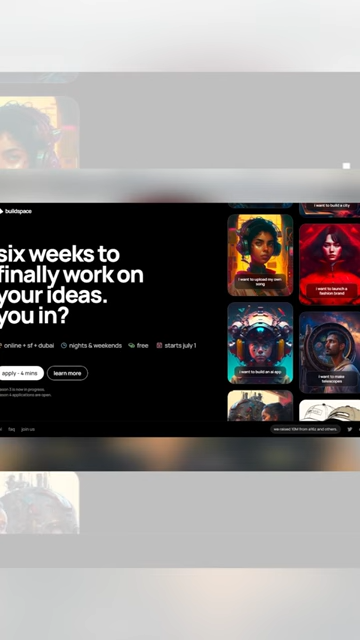 buildspace
six weeks to
finally work on
your ideas.
you in?
online + sf + dubai
nights & weekends
free
starts july 1
apply - 4 mins
learn more
faq
join us
I want to build a city
I want to upload my own
song
I want to launch a
fashion brand
I want to build an ai app
I want to make
telescopes
we raised $10M from a16z and others.